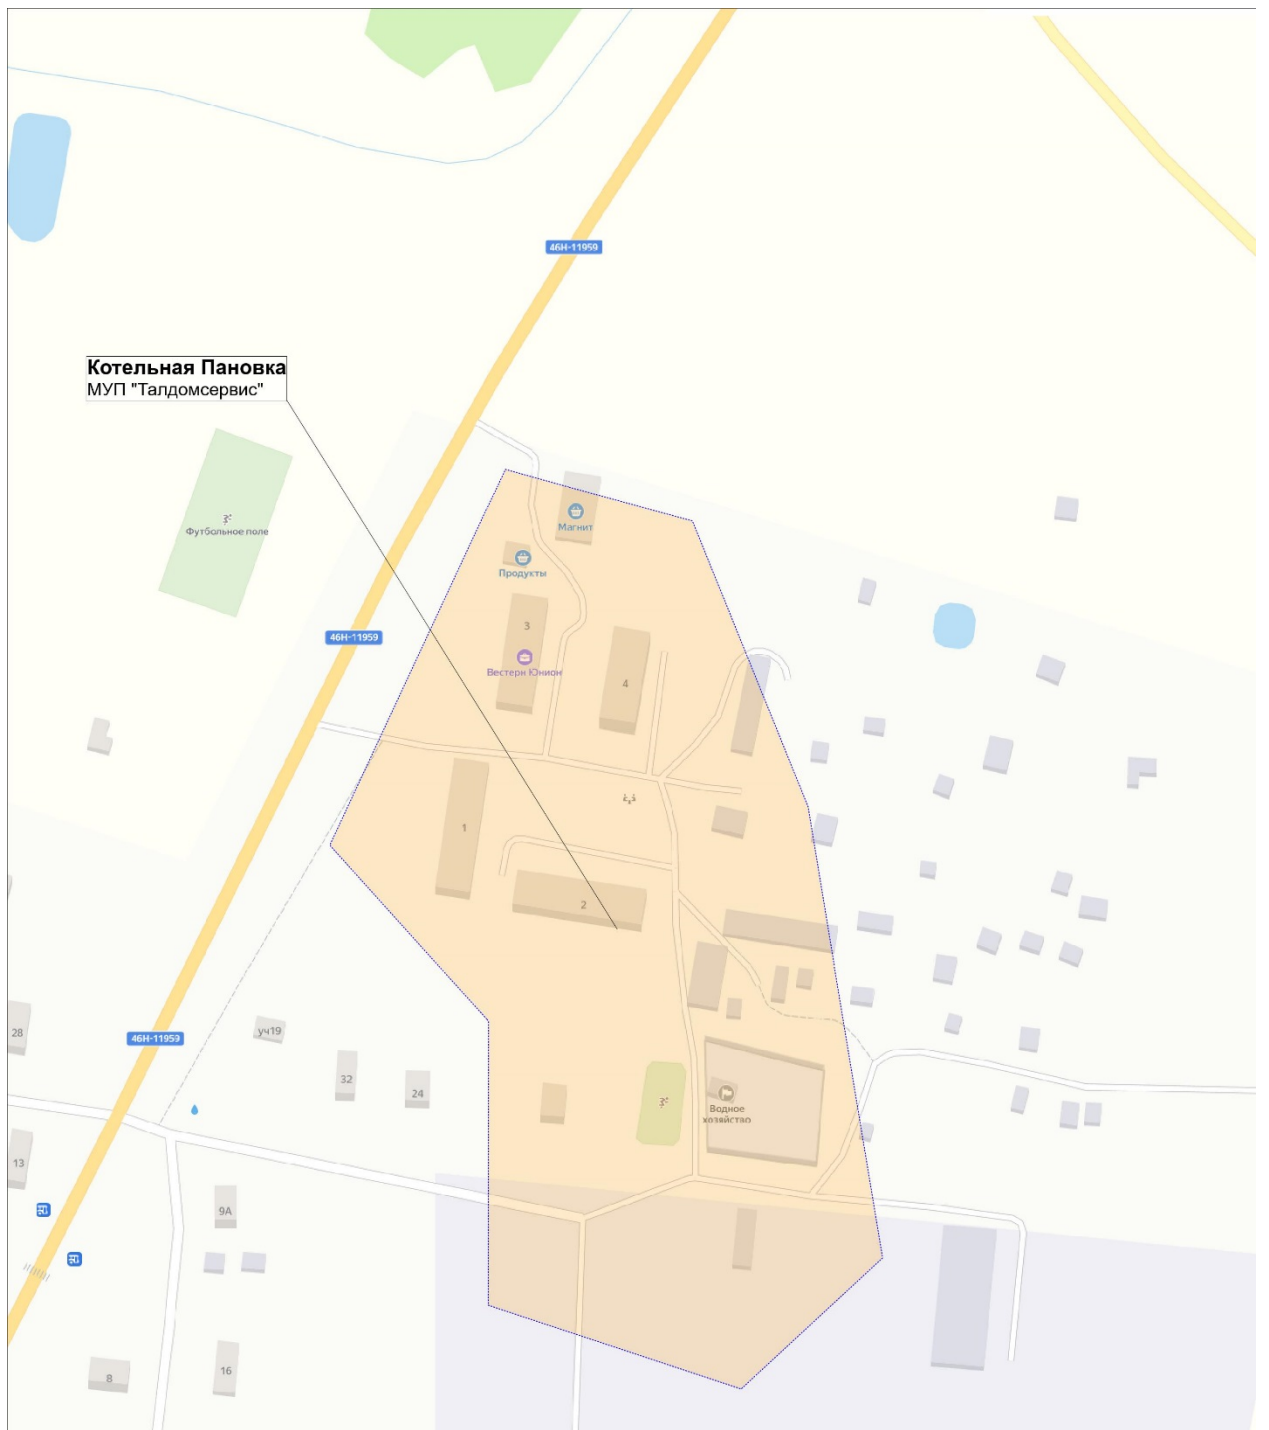 46Н-11959
Котельная Пановка
МУП "Талдомсервис"
Магнит
Футбольное поле
Продукты
3
46Н-11959
Вестерн Юнион
4
1
2
28
уч19
46Н-11959
32
24
Водное
хозяйство
13
9А
16
8